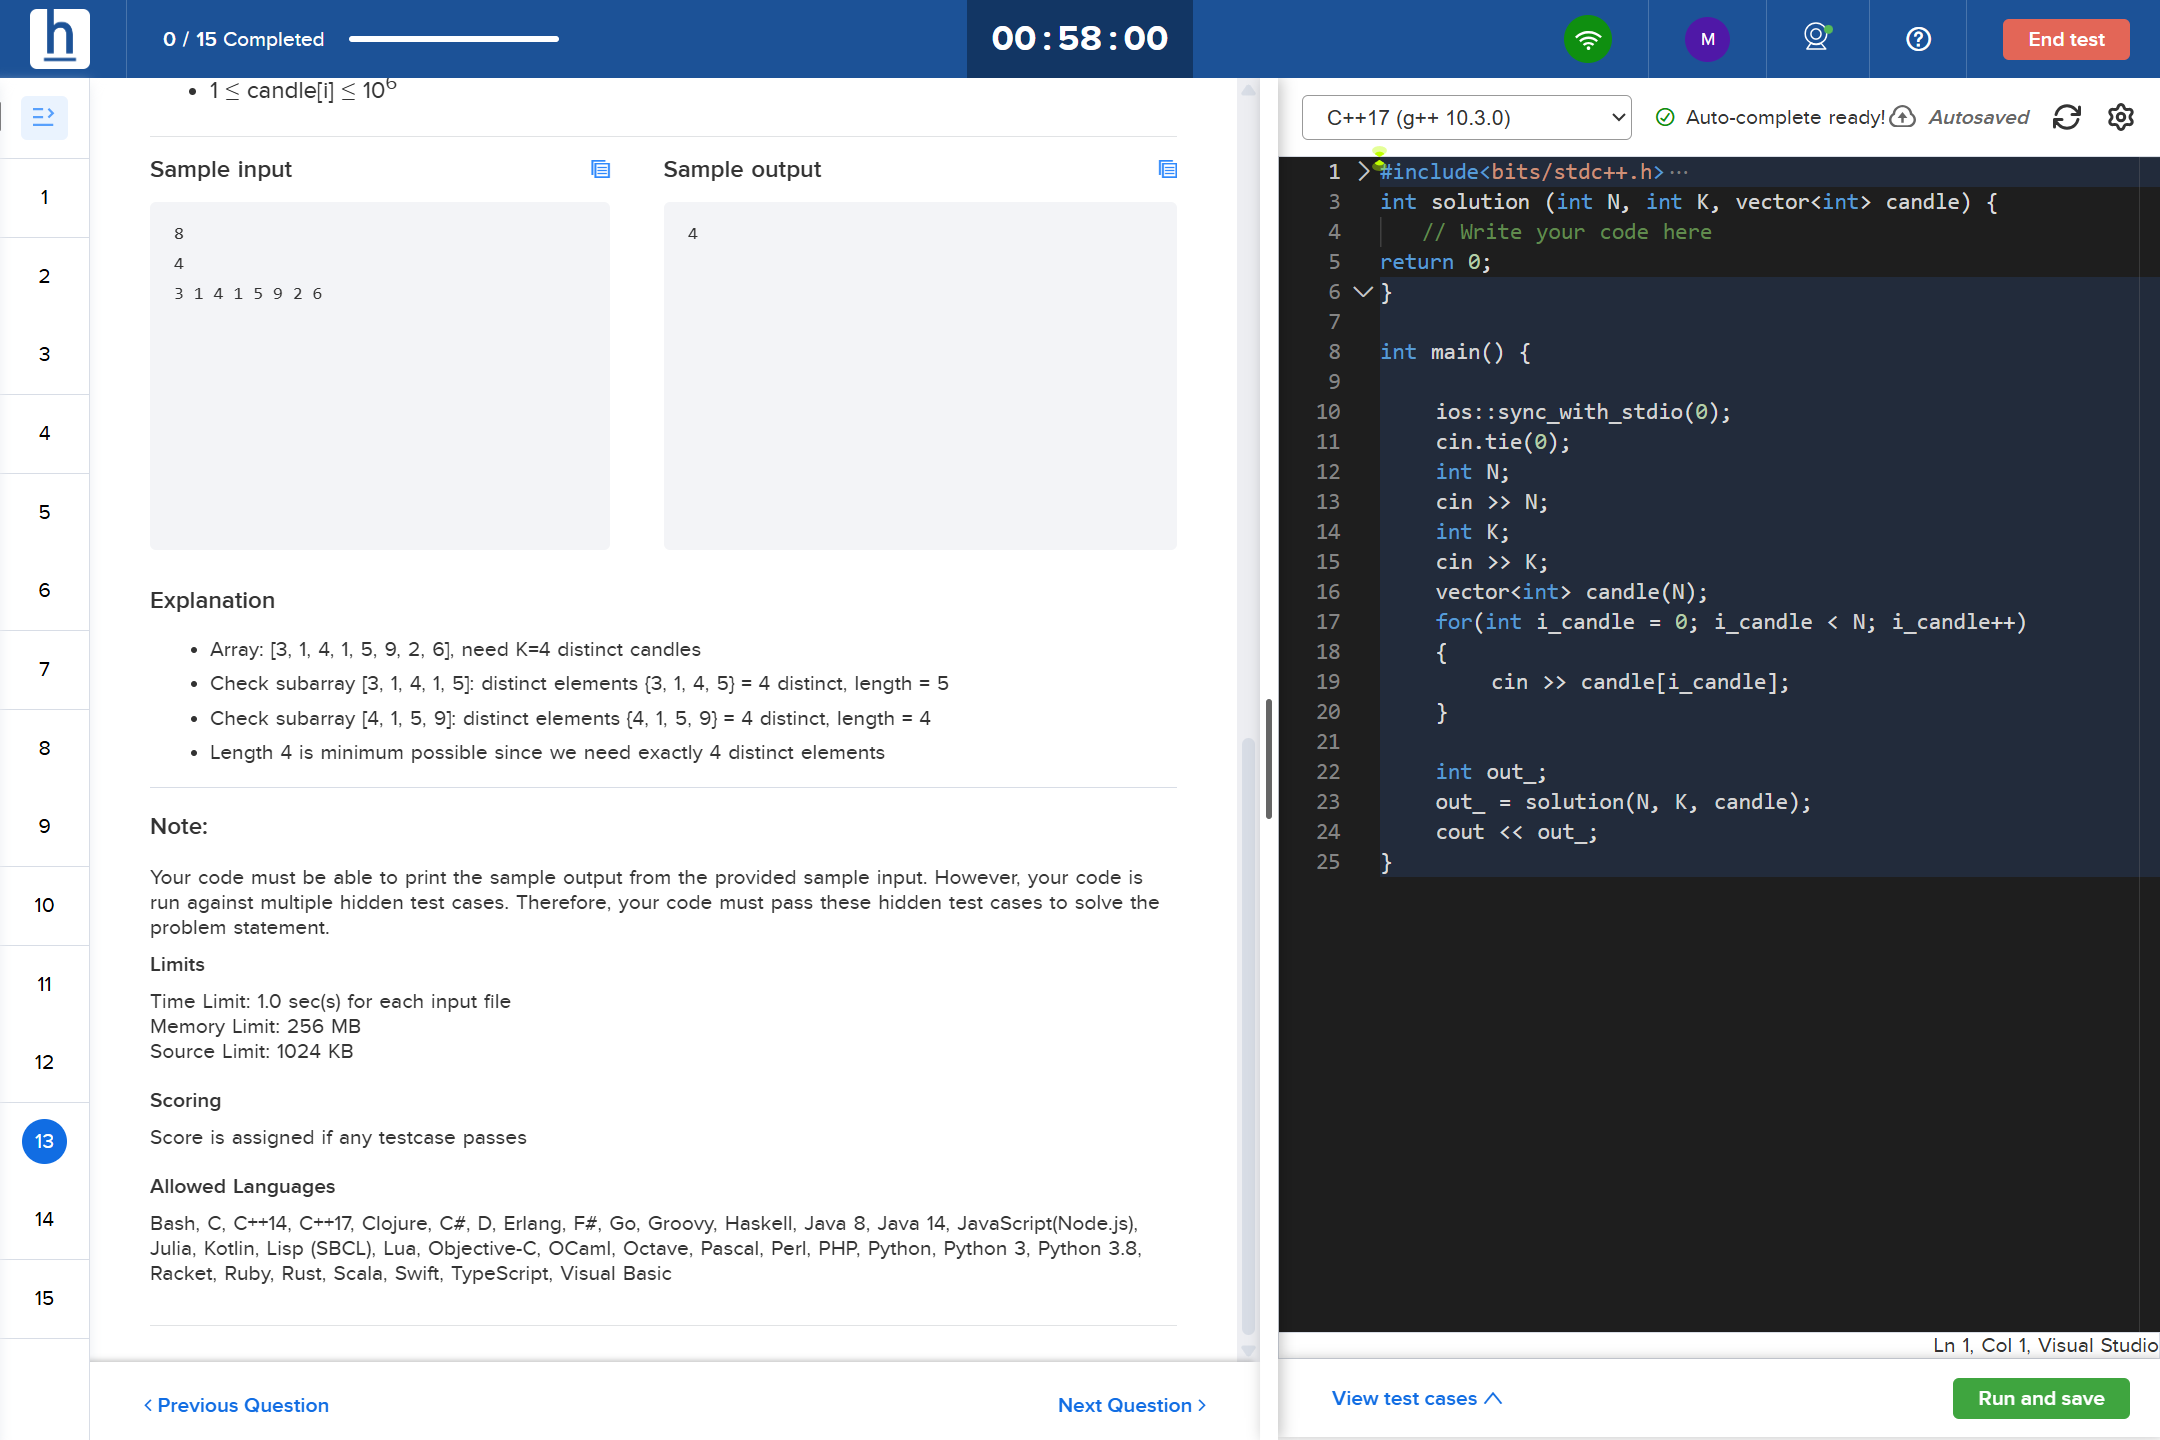 h
0 / 15 Completed
00:58:00
M
End test
1
2
3
4
5
6
7
8
9
10
11
12
13
14
15
• 1 ≤ candle[i] ≤ 10⁶
Sample input
Sample output
8
4
3 1 4 1 5 9 2 6
4
Explanation
• Array: [3, 1, 4, 1, 5, 9, 2, 6], need K=4 distinct candles
• Check subarray [3, 1, 4, 1, 5]: distinct elements {3, 1, 4, 5} = 4 distinct, length = 5
• Check subarray [4, 1, 5, 9]: distinct elements {4, 1, 5, 9} = 4 distinct, length = 4
• Length 4 is minimum possible since we need exactly 4 distinct elements
Note:
Your code must be able to print the sample output from the provided sample input. However, your code is
run against multiple hidden test cases. Therefore, your code must pass these hidden test cases to solve the
problem statement.
Limits
Time Limit: 1.0 sec(s) for each input file
Memory Limit: 256 MB
Source Limit: 1024 KB
Scoring
Score is assigned if any testcase passes
Allowed Languages
Bash, C, C++14, C++17, Clojure, C#, D, Erlang, F#, Go, Groovy, Haskell, Java 8, Java 14, JavaScript(Node.js),
Julia, Kotlin, Lisp (SBCL), Lua, Objective-C, OCaml, Octave, Pascal, Perl, PHP, Python, Python 3, Python 3.8,
Racket, Ruby, Rust, Scala, Swift, TypeScript, Visual Basic
‹ Previous Question
Next Question ›
C++17 (g++ 10.3.0)
Auto-complete ready!
Autosaved
1 #include<bits/stdc++.h>···
3 int solution (int N, int K, vector<int> candle) {
4 // Write your code here
5 return 0;
6 }
7
8 int main() {
9
10 ios::sync_with_stdio(0);
11 cin.tie(0);
12 int N;
13 cin >> N;
14 int K;
15 cin >> K;
16 vector<int> candle(N);
17 for(int i_candle = 0; i_candle < N; i_candle++)
18 {
19 cin >> candle[i_candle];
20 }
21
22 int out_;
23 out_ = solution(N, K, candle);
24 cout << out_;
25 }
Ln 1, Col 1, Visual Studio
View test cases
Run and save